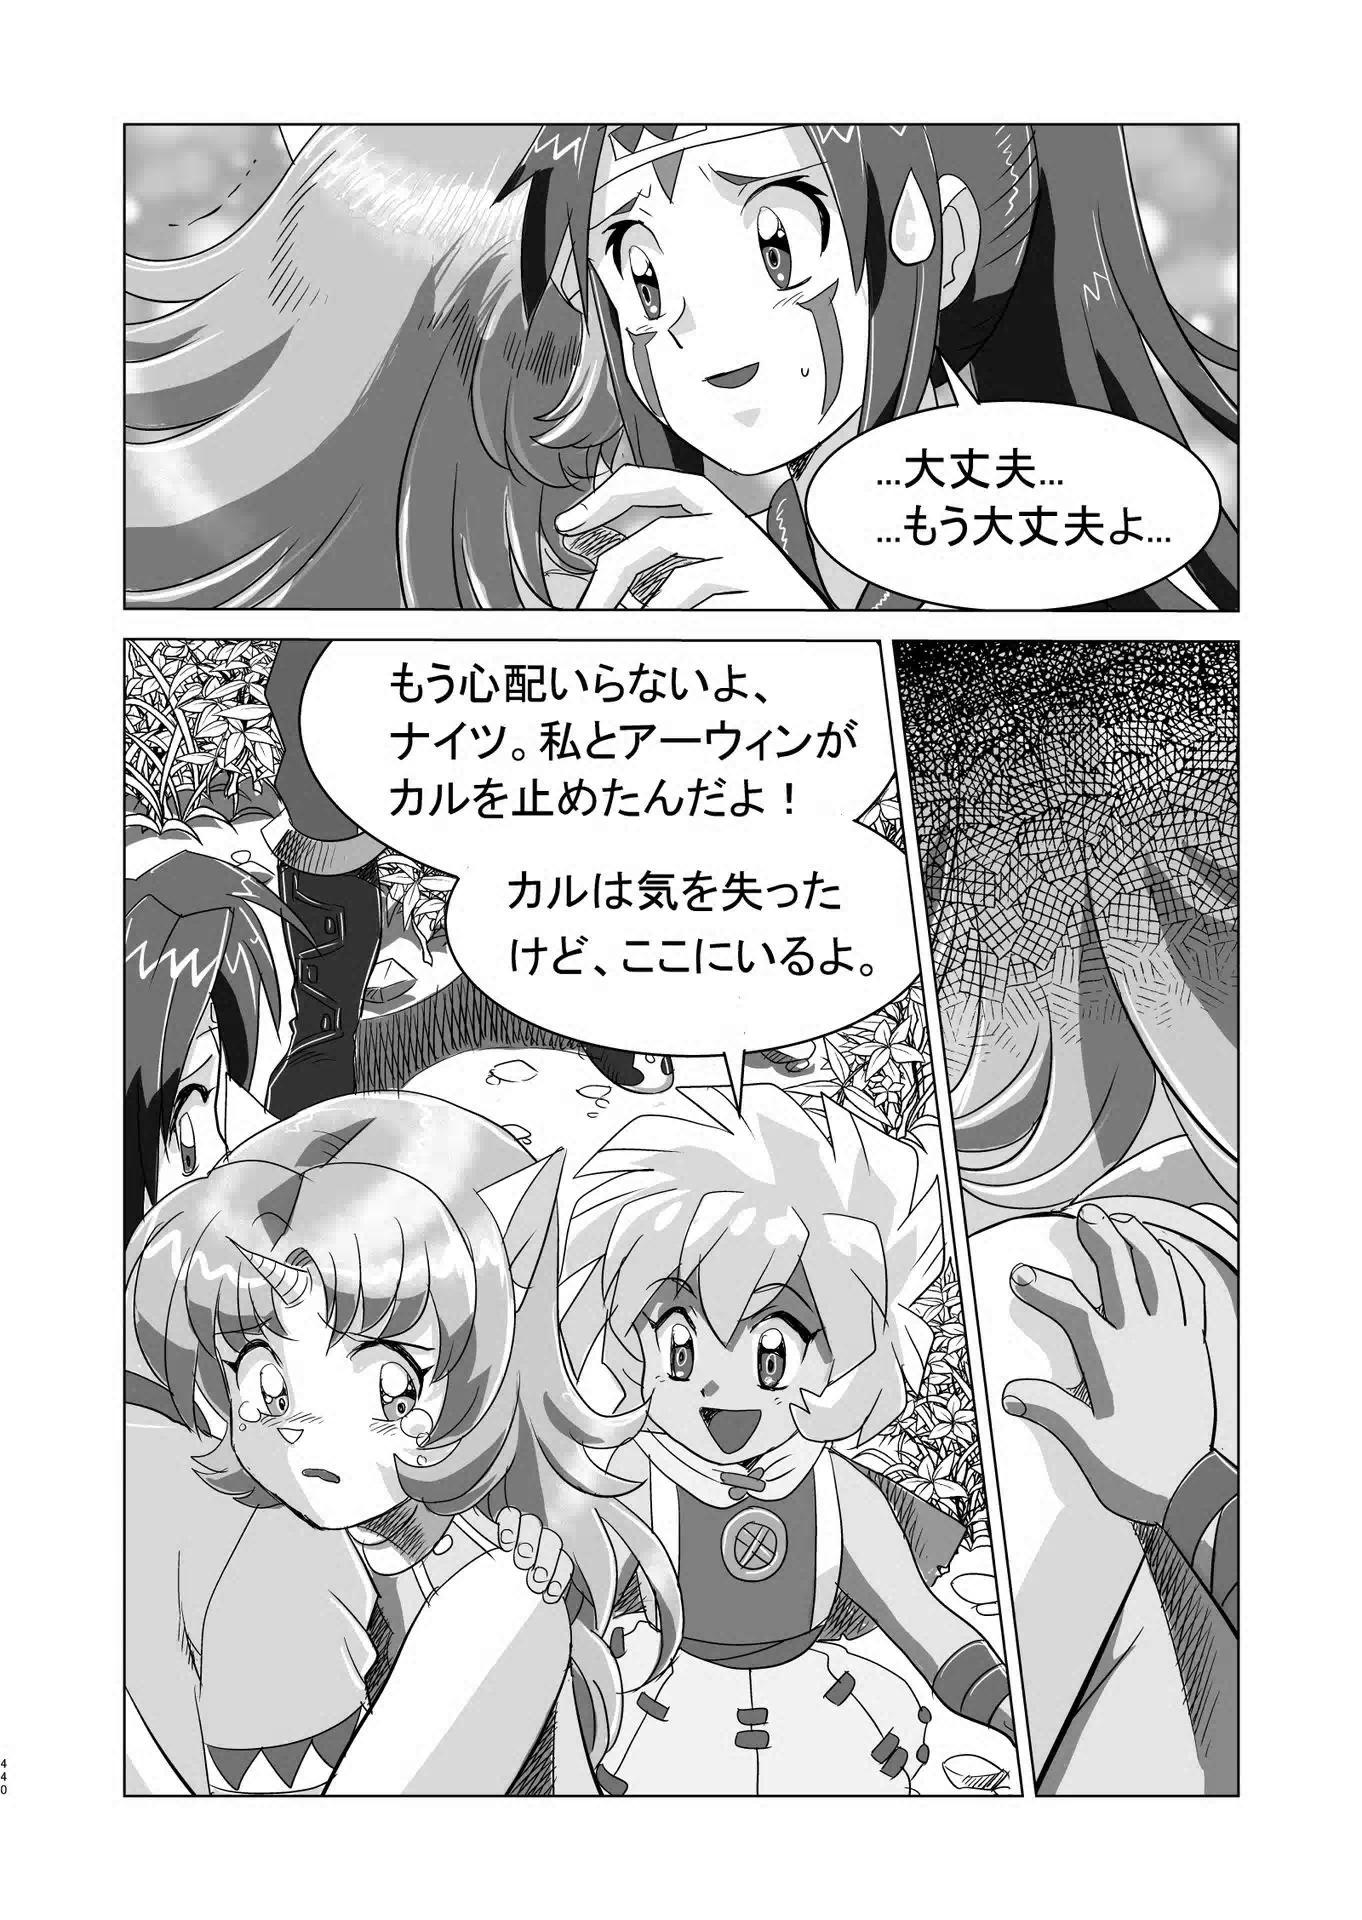 …大丈夫…
…もう大丈夫よ…
もう心配いらないよ、
ナイツ。私とアーウィンが
カルを止めたんだよ！
カルは気を失った
けど、ここにいるよ。
440